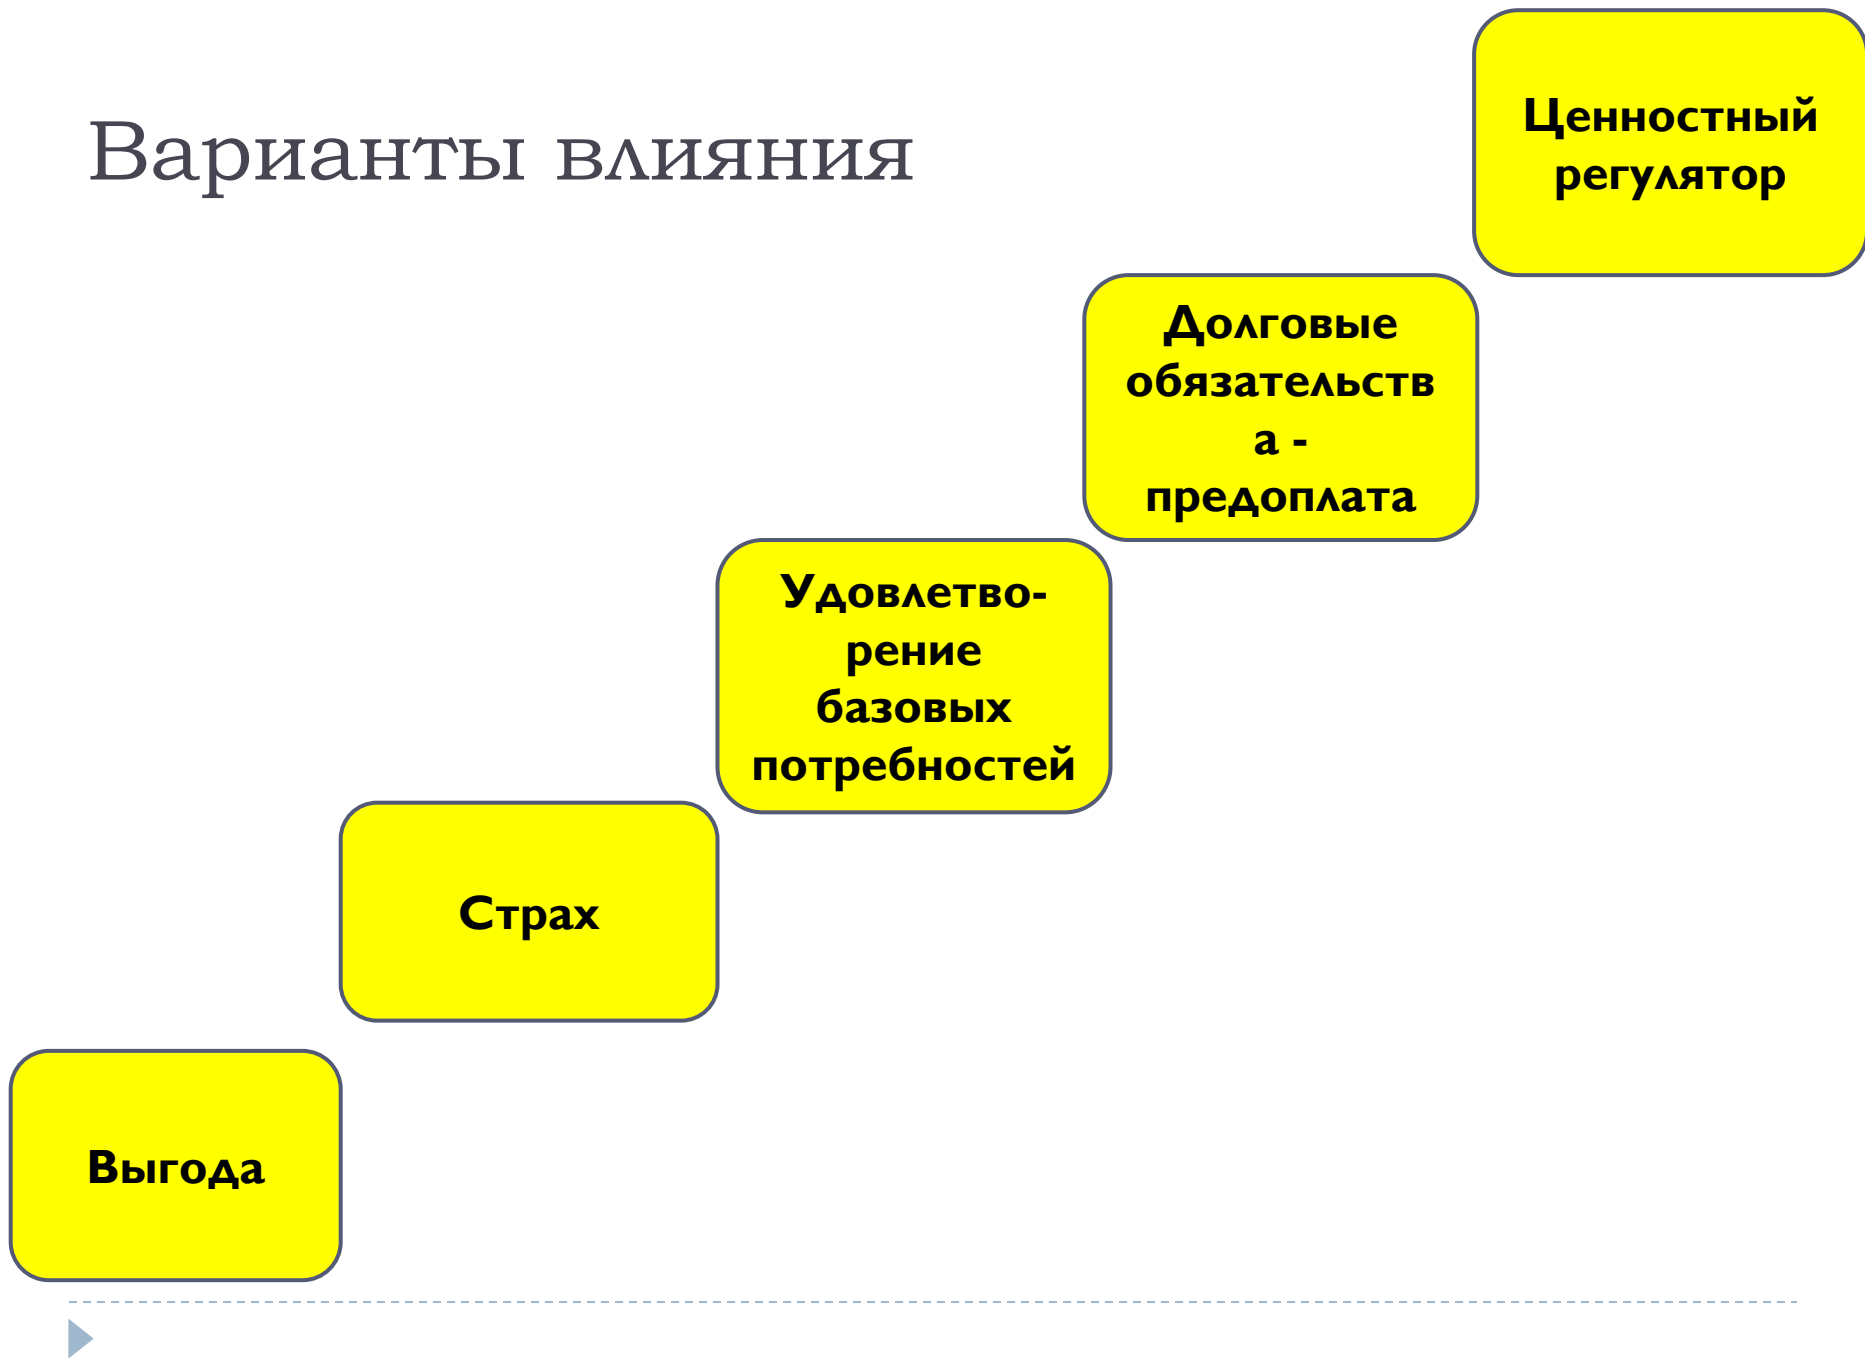 Варианты влияния
Ценностный
регулятор
Долговые
обязательств
а -
предоплата
Удовлетво-
рение
базовых
потребностей
Страх
Выгода